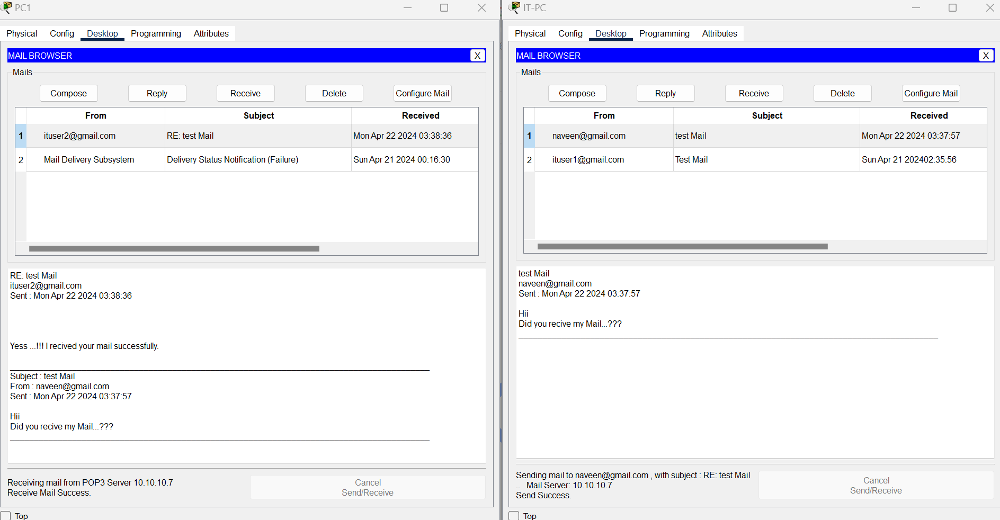 PC1
Physical Config Desktop Programming Attributes
MAIL BROWSER X
Mails
Compose Reply Receive Delete Configure Mail
From Subject Received
1 ituser2@gmail.com RE: test Mail Mon Apr 22 2024 03:38:36
2 Mail Delivery Subsystem Delivery Status Notification (Failure) Sun Apr 21 2024 00:16:30
RE: test Mail
ituser2@gmail.com
Sent : Mon Apr 22 2024 03:38:36
Yess ...!!! I recived your mail successfully.
Subject : test Mail
From : naveen@gmail.com
Sent : Mon Apr 22 2024 03:37:57
Hii
Did you recive my Mail...???
Receiving mail from POP3 Server 10.10.10.7
Receive Mail Success.
Cancel
Send/Receive
Top
IT-PC
Physical Config Desktop Programming Attributes
MAIL BROWSER X
Mails
Compose Reply Receive Delete Configure Mail
From Subject Received
1 naveen@gmail.com test Mail Mon Apr 22 2024 03:37:57
2 ituser1@gmail.com Test Mail Sun Apr 21 202402:35:56
test Mail
naveen@gmail.com
Sent : Mon Apr 22 2024 03:37:57
Hii
Did you recive my Mail...???
Sending mail to naveen@gmail.com , with subject : RE: test Mail
.. Mail Server: 10.10.10.7
Send Success.
Cancel
Send/Receive
Top